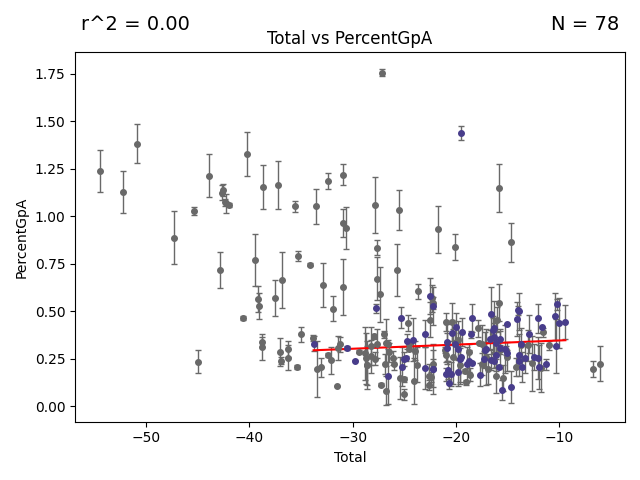 r^2 = 0.00 N = 78
Total vs PercentGpA
1.75
1.50
1.25
1.00
0.75
0.50
0.25
0.00
PercentGpA
−50 −40 −30 −20 −10
Total